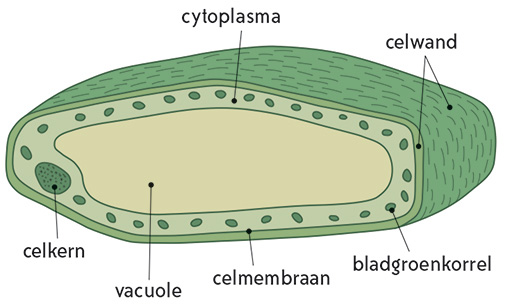 cytoplasma
celwand
celkern
vacuole
celmembraan
bladgroenkorrel